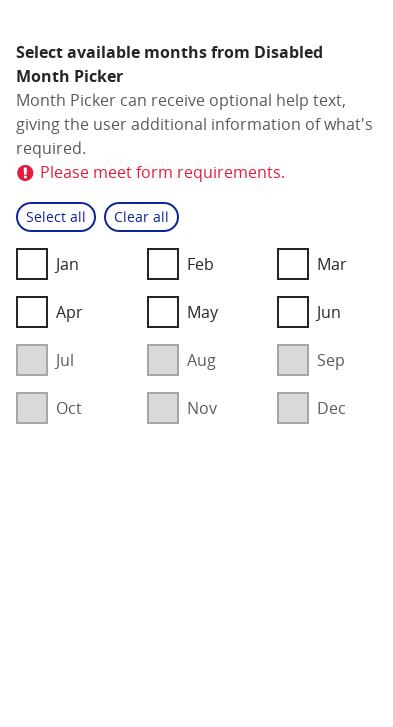 Select available months from Disabled
Month Picker
Month Picker can receive optional help text,
giving the user additional information of what's
required.
Please meet form requirements.
Select all Clear all
Jan Feb Mar
Apr May Jun
Jul Aug Sep
Oct Nov Dec